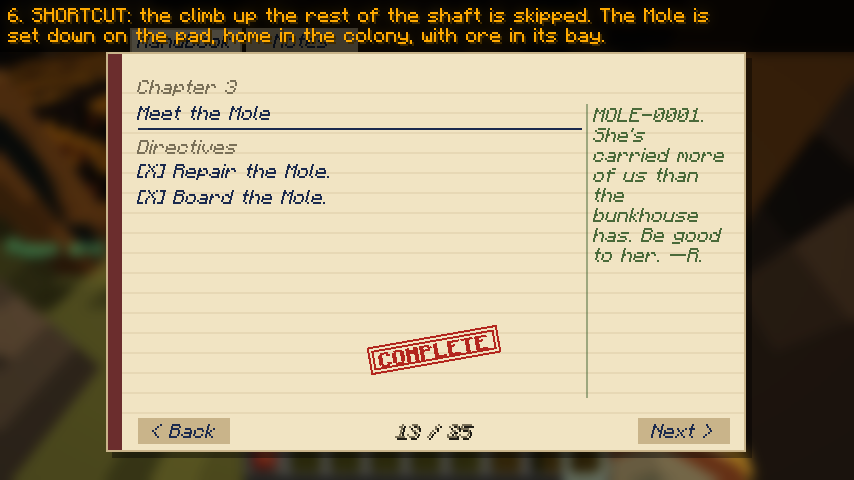 6. SHORTCUT: the climb up the rest of the shaft is skipped. The Mole is
set down on the pad, home in the colony, with ore in its bay.
Handbook
Notes
Chapter 3
Meet the Mole
Directives
[X] Repair the Mole.
[X] Board the Mole.
MOLE-0001.
She's
carried more
of us than
the
bunkhouse
has. Be good
to her. —R.
COMPLETE
< Back
13 / 25
Next >